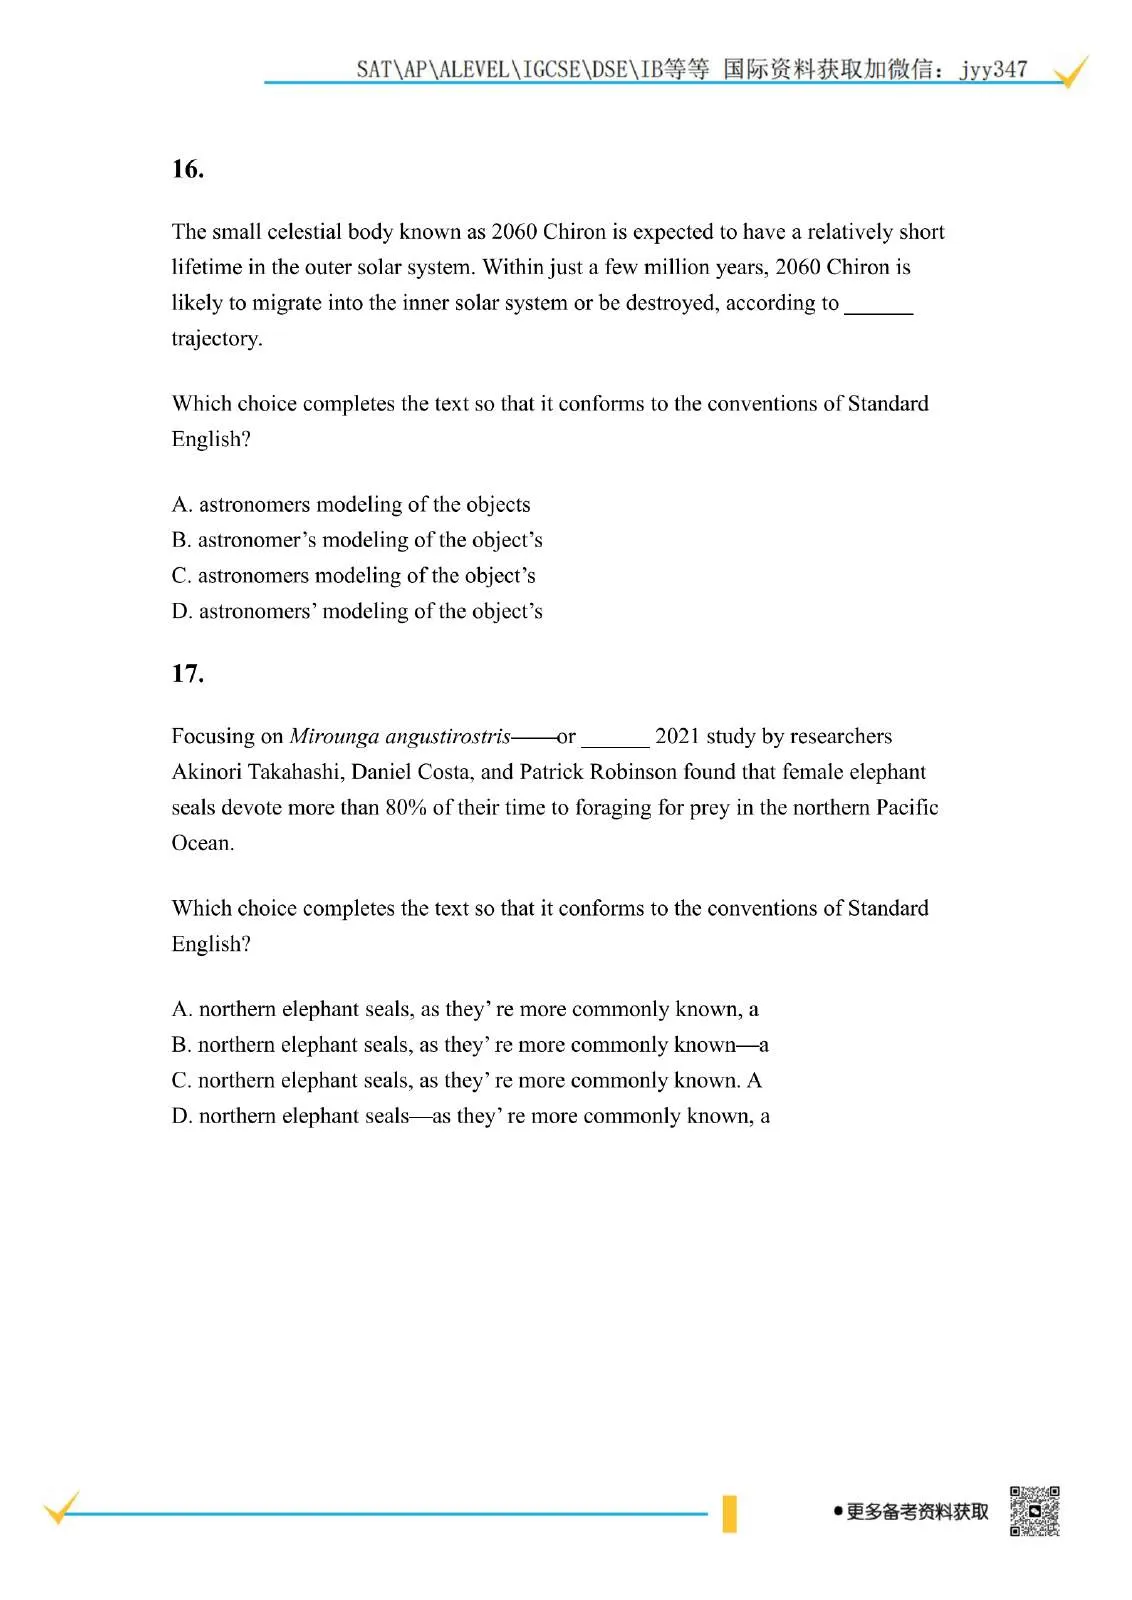 SAT\AP\ALEVEL\IGCSE\DSE\IB等等 国际资料获取加微信：jyy347
16.
The small celestial body known as 2060 Chiron is expected to have a relatively short
lifetime in the outer solar system. Within just a few million years, 2060 Chiron is
likely to migrate into the inner solar system or be destroyed, according to ______
trajectory.
Which choice completes the text so that it conforms to the conventions of Standard
English?
A. astronomers modeling of the objects
B. astronomer’s modeling of the object’s
C. astronomers modeling of the object’s
D. astronomers’ modeling of the object’s
17.
Focusing on Mirounga angustirostris——or ______ 2021 study by researchers
Akinori Takahashi, Daniel Costa, and Patrick Robinson found that female elephant
seals devote more than 80% of their time to foraging for prey in the northern Pacific
Ocean.
Which choice completes the text so that it conforms to the conventions of Standard
English?
A. northern elephant seals, as they’ re more commonly known, a
B. northern elephant seals, as they’ re more commonly known—a
C. northern elephant seals, as they’ re more commonly known. A
D. northern elephant seals—as they’ re more commonly known, a
●更多备考资料获取